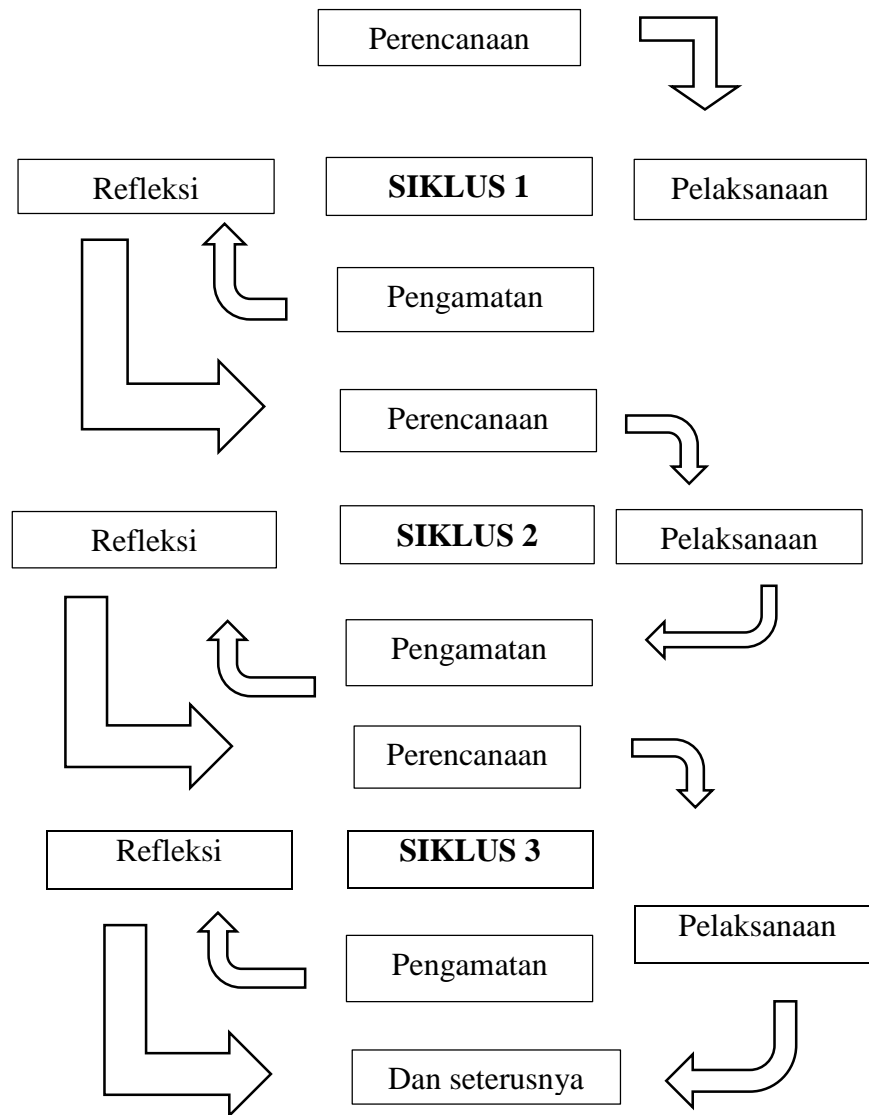 Perencanaan
Refleksi
SIKLUS 1
Pelaksanaan
Pengamatan
Perencanaan
Refleksi
SIKLUS 2
Pelaksanaan
Pengamatan
Perencanaan
Refleksi
SIKLUS 3
Pelaksanaan
Pengamatan
Dan seterusnya